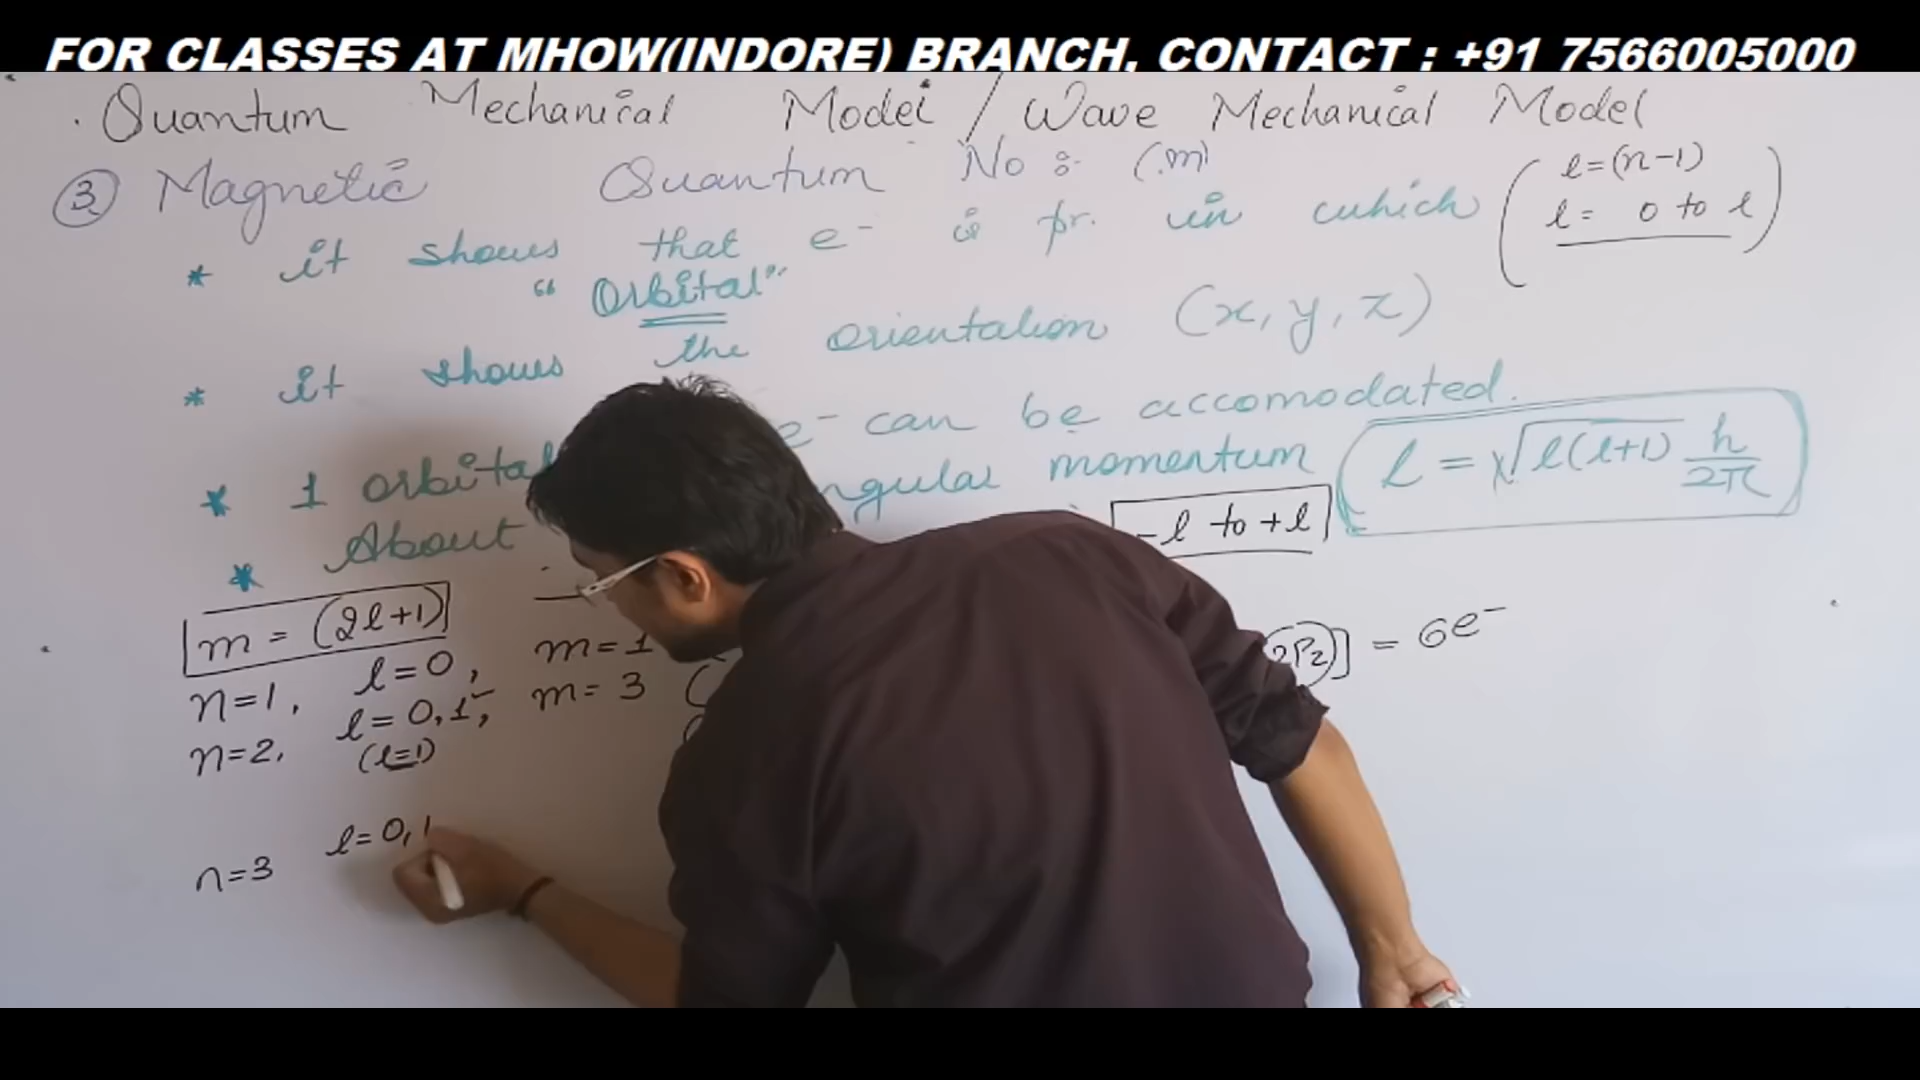 FOR CLASSES AT MHOW(INDORE) BRANCH, CONTACT : +91 7566005000
Quantum Mechanical Model / Wave Mechanical Model
③ Magnetic Quantum No :- (m)
l=(n-1)
l= 0 to l
* it shows that e⁻ is pr. in which
"Orbital"
* it shows the orientation (x, y, z)
* 1 orbital e⁻ can be accomodated.
* About angular momentum
l = √l(l+1) h/2π
-l to +l
m = (2l+1)
n=1, l=0, m=1
n=2, l=0,1, m=3
(l=1)
2Pz)] = 6e⁻
n=3 l=0,1